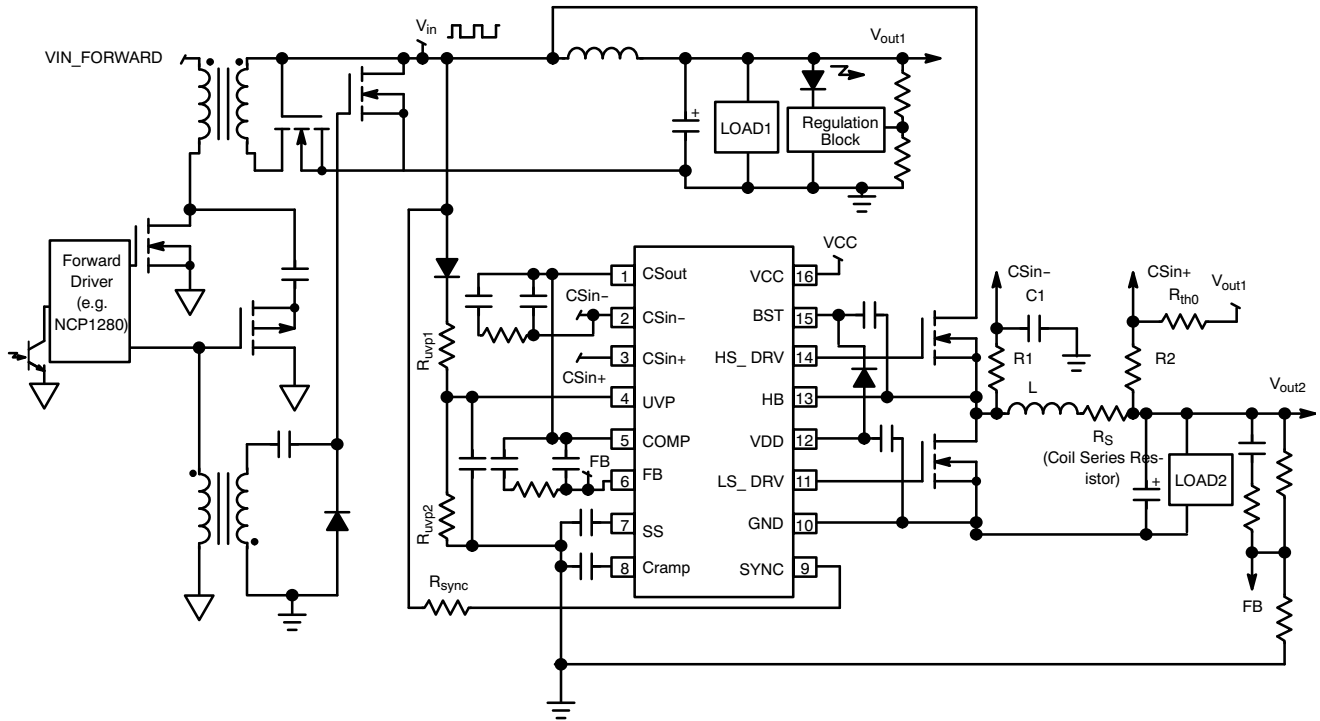 VIN_FORWARD
Vin
Vout1
LOAD1
Regulation
Block
Forward
Driver
(e.g.
NCP1280)
Ruvp1
Ruvp2
Rsync
CSin−
CSin+
FB
1 CSout
2 CSin−
3 CSin+
4 UVP
5 COMP
6 FB
7 SS
8 Cramp
VCC 16
BST 15
HS_ DRV 14
HB 13
VDD 12
LS_ DRV 11
GND 10
SYNC 9
VCC
CSin−
C1
R1
CSin+
Rth0
Vout1
R2
L
RS
(Coil Series Res-
istor)
Vout2
LOAD2
FB
+
+